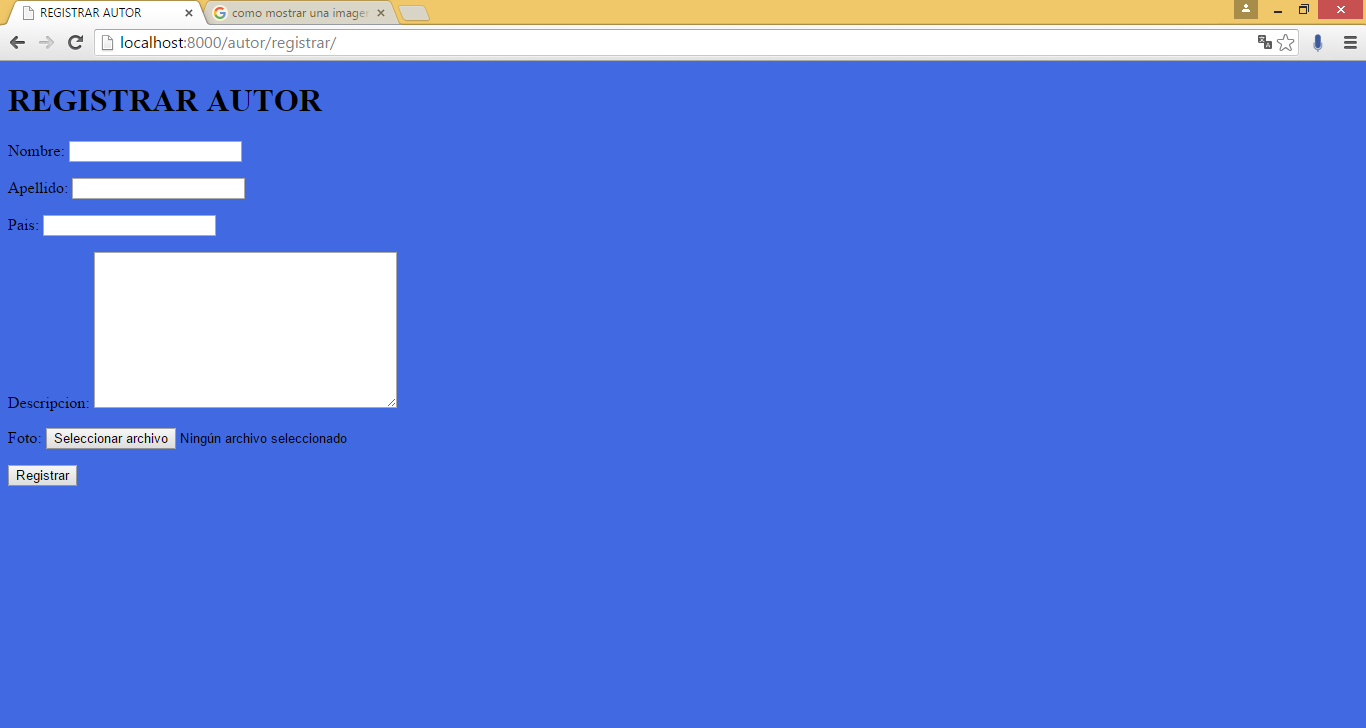 REGISTRAR AUTOR
como mostrar una image
localhost:8000/autor/registrar/
REGISTRAR AUTOR
Nombre:
Apellido:
Pais:
Descripcion:
Foto: Seleccionar archivo Ningún archivo seleccionado
Registrar